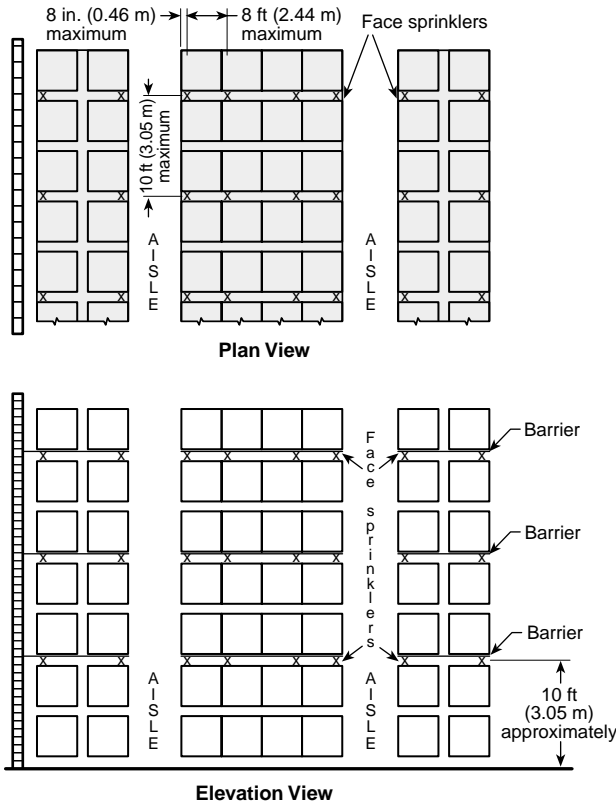 8 in. (0.46 m)
maximum
8 ft (2.44 m)
maximum
Face sprinklers
10 ft (3.05 m)
maximum
AISLE
AISLE
Plan View
Face sprinklers
Barrier
Barrier
Barrier
AISLE
AISLE
10 ft
(3.05 m)
approximately
Elevation View